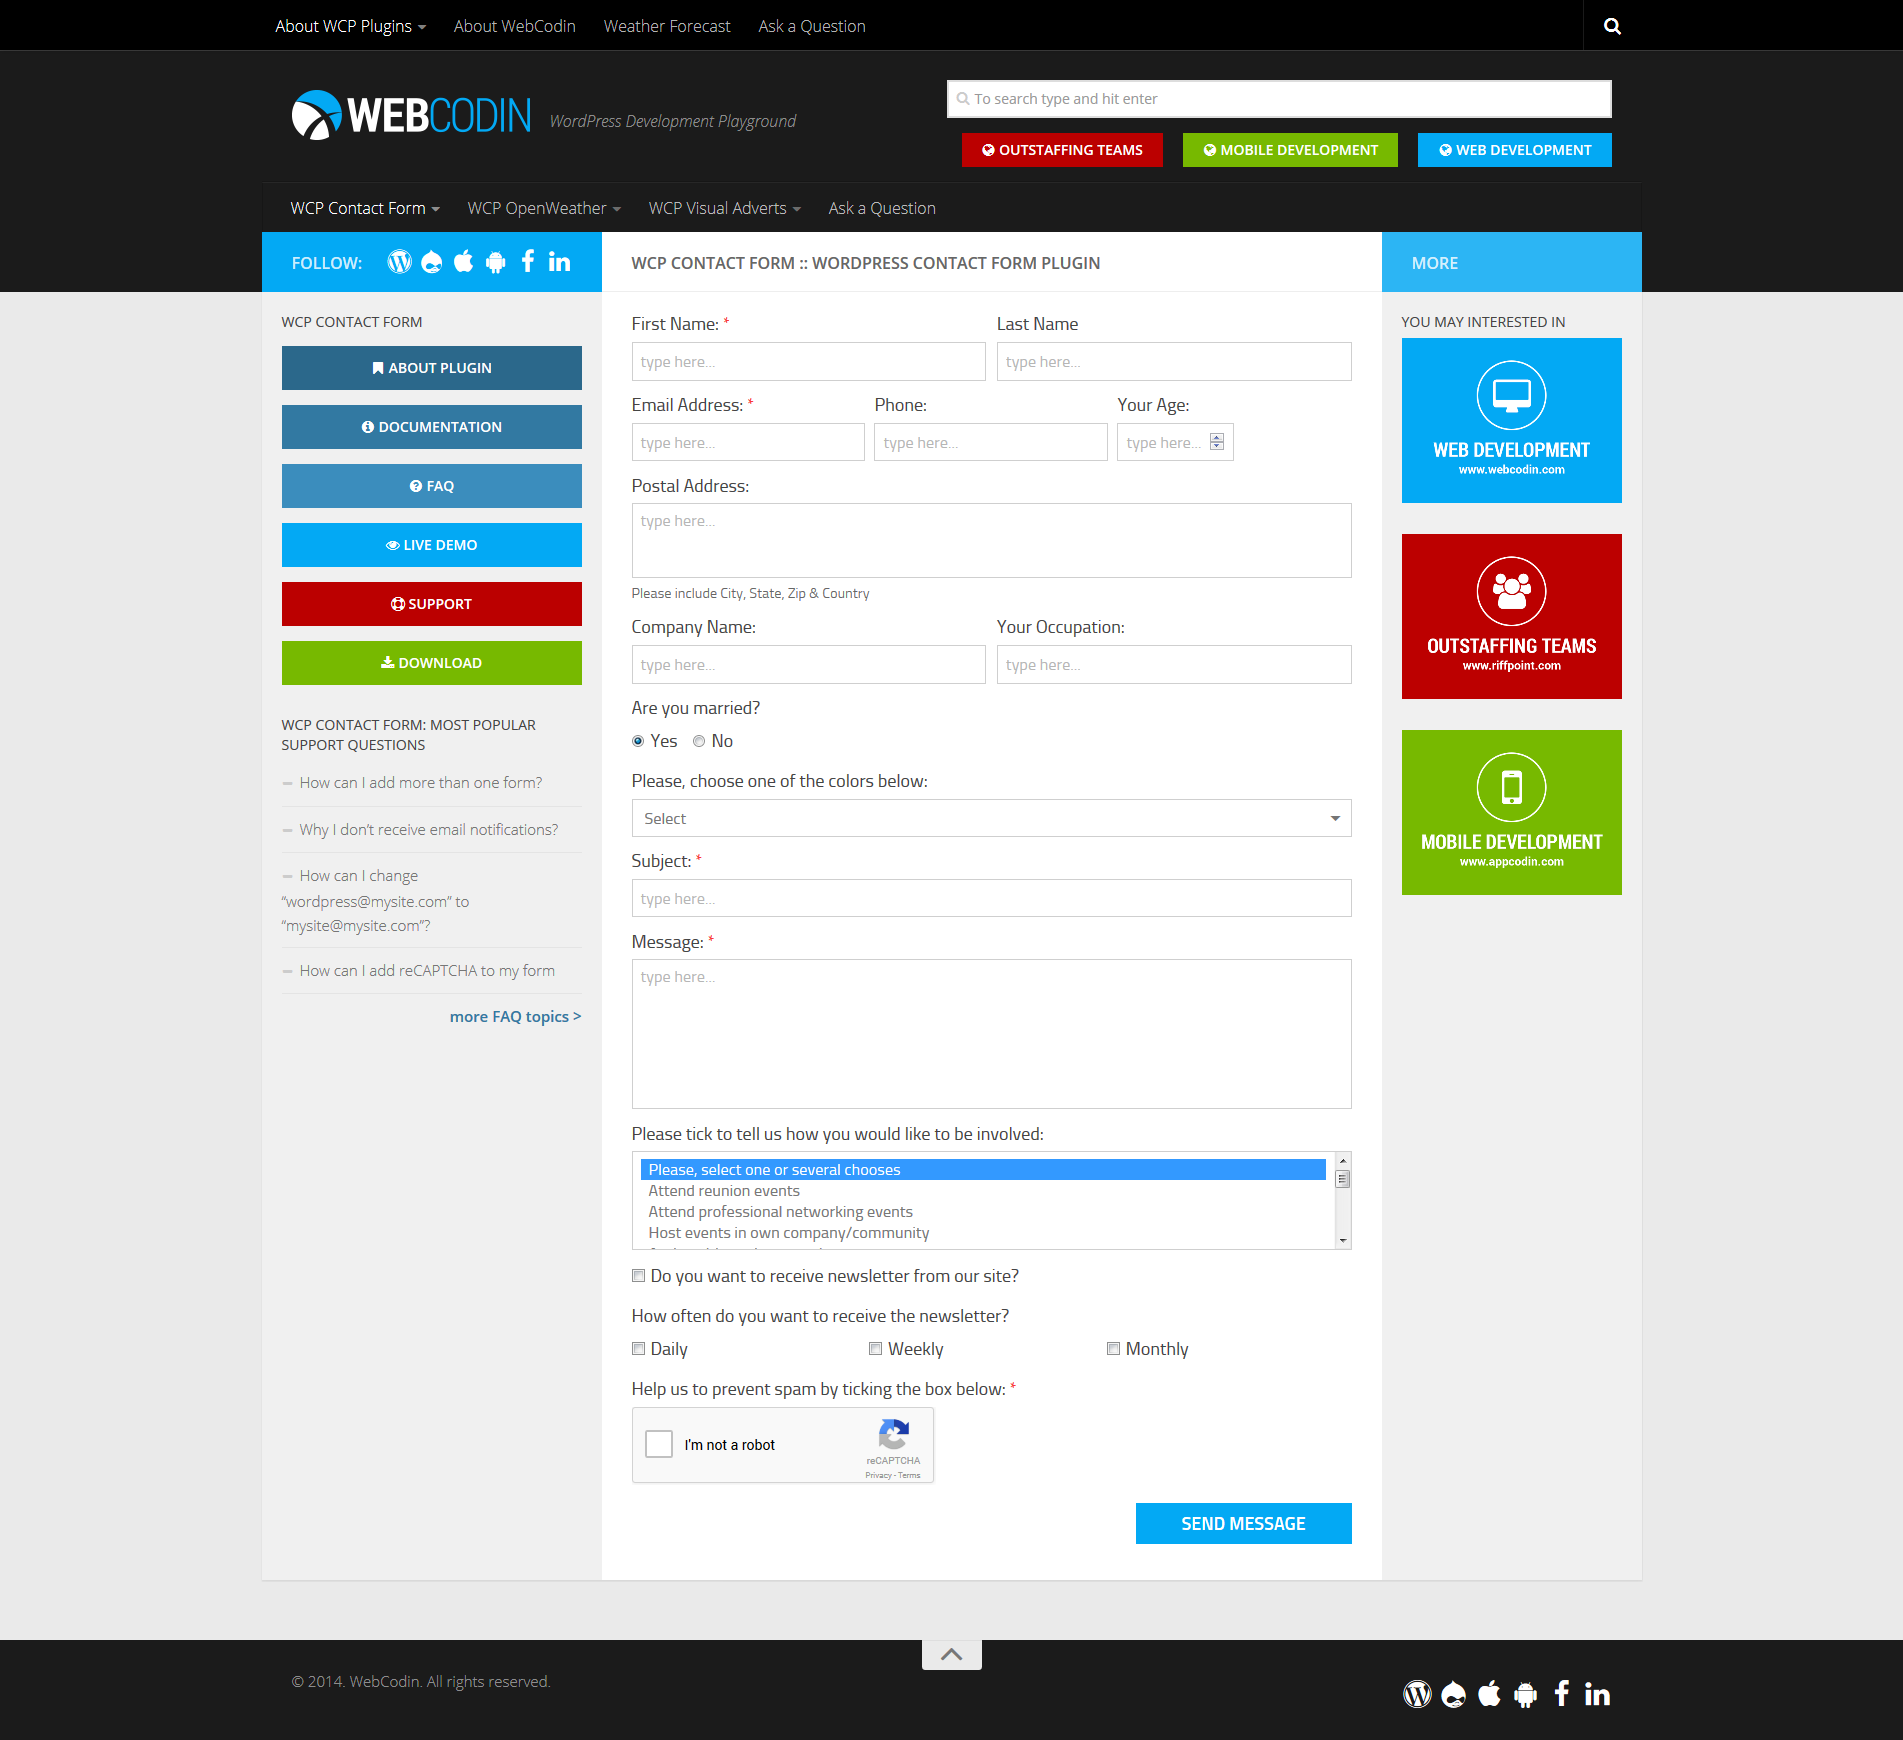 About WCP Plugins About WebCodin Weather Forecast Ask a Question
WEBCODIN WordPress Development Playground
To search type and hit enter
OUTSTAFFING TEAMS MOBILE DEVELOPMENT WEB DEVELOPMENT
WCP Contact Form WCP OpenWeather WCP Visual Adverts Ask a Question
FOLLOW:
WCP CONTACT FORM
ABOUT PLUGIN
DOCUMENTATION
FAQ
LIVE DEMO
SUPPORT
DOWNLOAD
WCP CONTACT FORM: MOST POPULAR
SUPPORT QUESTIONS
How can I add more than one form?
Why I don't receive email notifications?
How can I change
“wordpress@mysite.com” to
“mysite@mysite.com”?
How can I add reCAPTCHA to my form
more FAQ topics >
WCP CONTACT FORM :: WORDPRESS CONTACT FORM PLUGIN
First Name: * Last Name
type here... type here...
Email Address: * Phone: Your Age:
type here... type here... type here...
Postal Address:
type here...
Please include City, State, Zip & Country
Company Name: Your Occupation:
type here... type here...
Are you married?
Yes No
Please, choose one of the colors below:
Select
Subject: *
type here...
Message: *
type here...
Please tick to tell us how you would like to be involved:
Please, select one or several chooses
Attend reunion events
Attend professional networking events
Host events in own company/community
Do you want to receive newsletter from our site?
How often do you want to receive the newsletter?
Daily Weekly Monthly
Help us to prevent spam by ticking the box below: *
I'm not a robot
reCAPTCHA
Privacy - Terms
SEND MESSAGE
MORE
YOU MAY INTERESTED IN
WEB DEVELOPMENT
www.webcodin.com
OUTSTAFFING TEAMS
www.riffpoint.com
MOBILE DEVELOPMENT
www.appcodin.com
© 2014. WebCodin. All rights reserved.